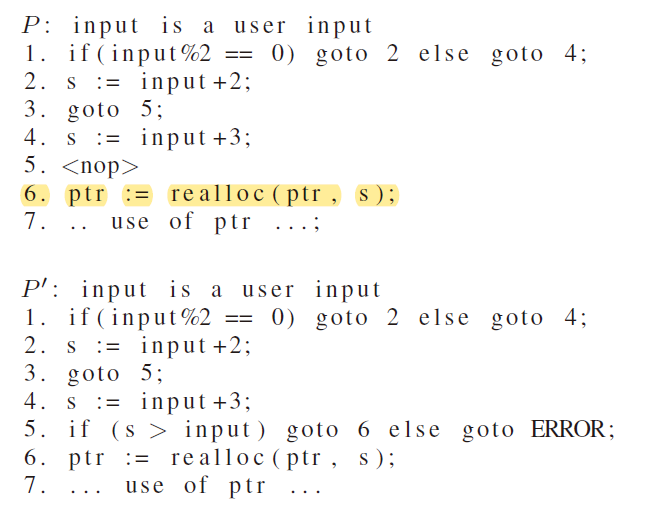 P: input is a user input
1. if(input%2 == 0) goto 2 else goto 4;
2. s := input+2;
3. goto 5;
4. s := input+3;
5. <nop>
6. ptr := realloc(ptr, s);
7. .. use of ptr ...;
P′: input is a user input
1. if(input%2 == 0) goto 2 else goto 4;
2. s := input+2;
3. goto 5;
4. s := input+3;
5. if (s > input) goto 6 else goto ERROR;
6. ptr := realloc(ptr, s);
7. ... use of ptr ...